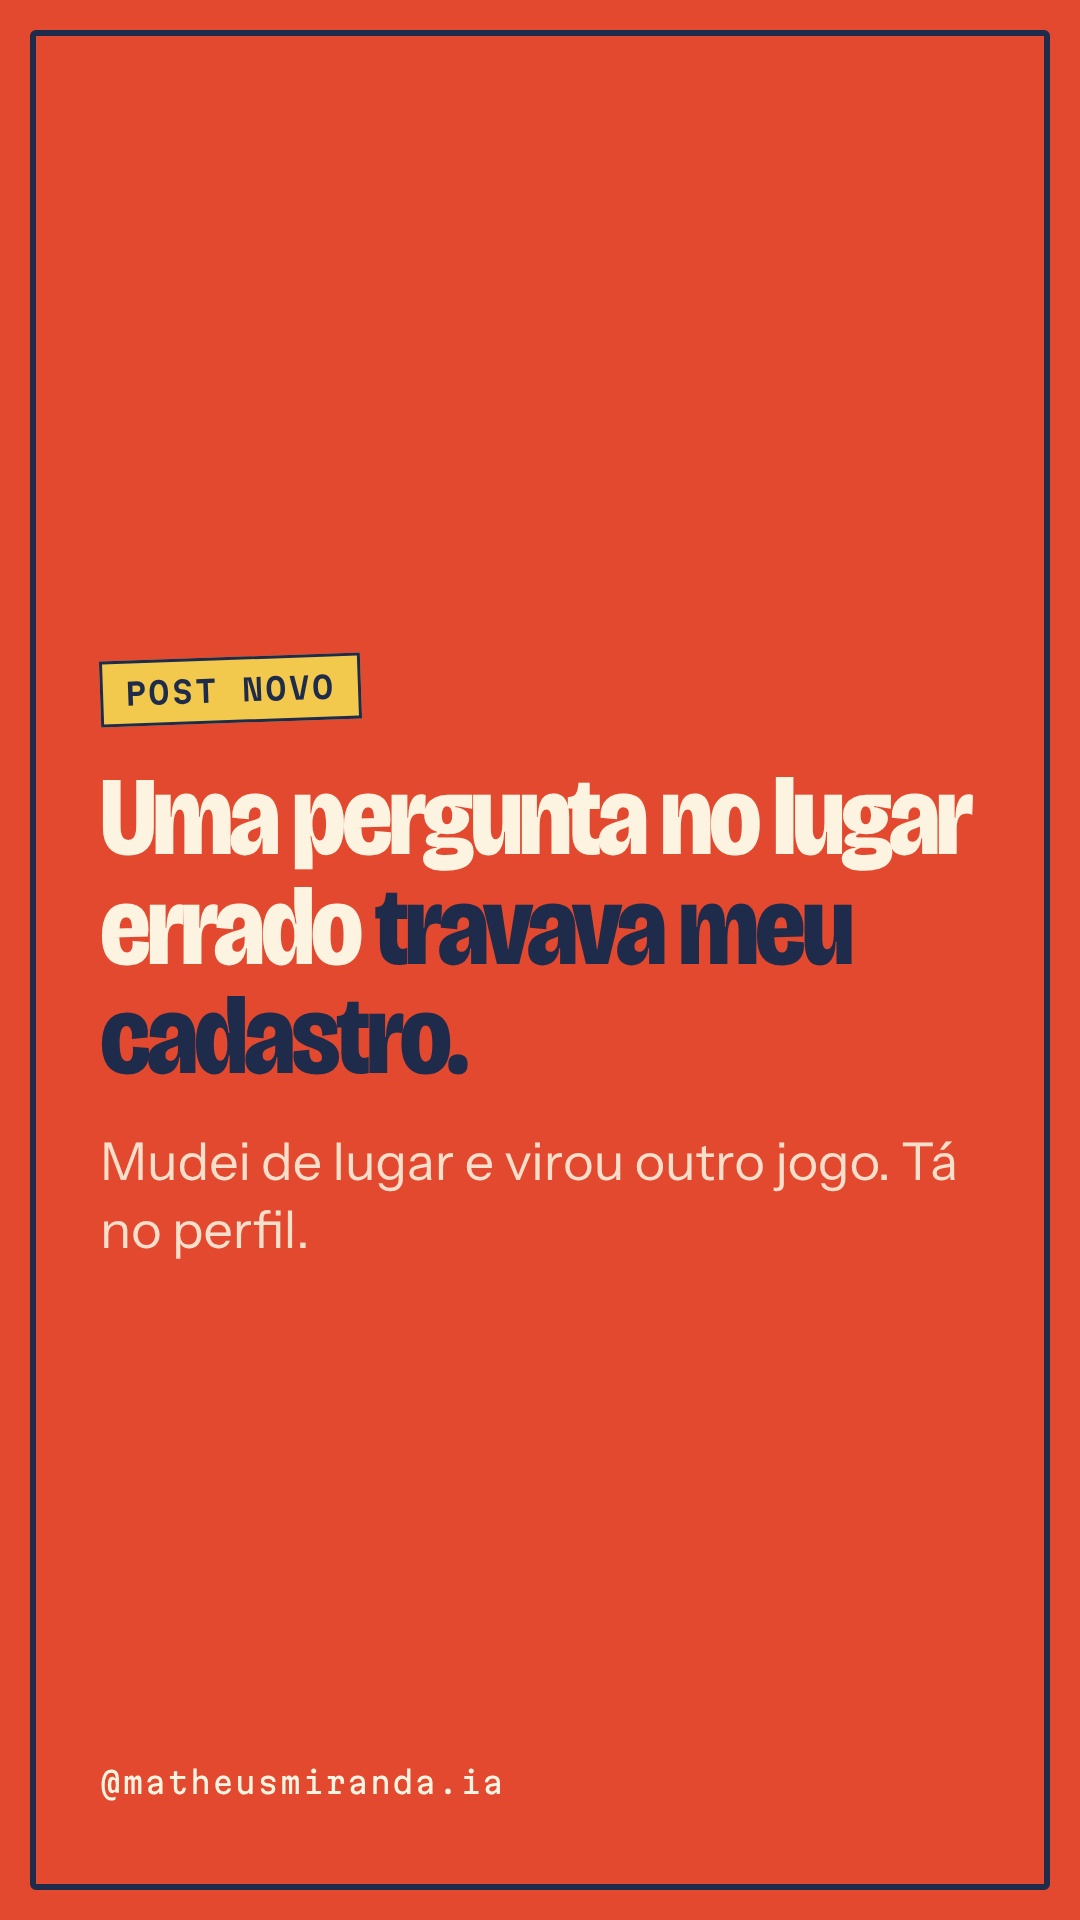 POST NOVO
Uma pergunta no lugar
errado travava meu
cadastro.
Mudei de lugar e virou outro jogo. Tá
no perfil.
@matheusmiranda.ia